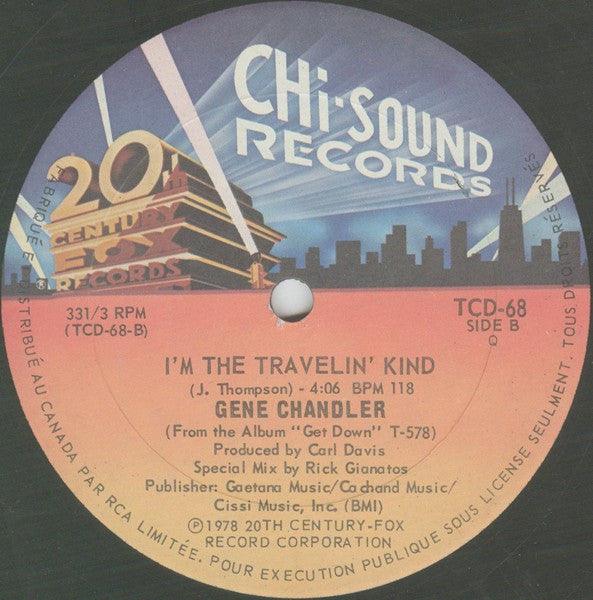 CHi-SOUND
RECORDS
20th
CENTURY
FOX
RECORDS
331/3 RPM
(TCD-68-B)
TCD-68
SIDE B
I'M THE TRAVELIN' KIND
(J. Thompson) - 4:06 BPM 118
GENE CHANDLER
(From the Album "Get Down" T-578)
Produced by Carl Davis
Special Mix by Rick Gianatos
Publisher: Gaetana Music/Cachand Music/
Cissi Music, Inc. (BMI)
Ⓟ1978 20TH CENTURY-FOX
RECORD CORPORATION
FABRIQUÉ ET DISTRIBUÉ AU CANADA PAR RCA LIMITÉE. POUR EXECUTION PUBLIQUE SOUS LICENSE SEULMENT. TOUS DROITS RÉSERVÉS